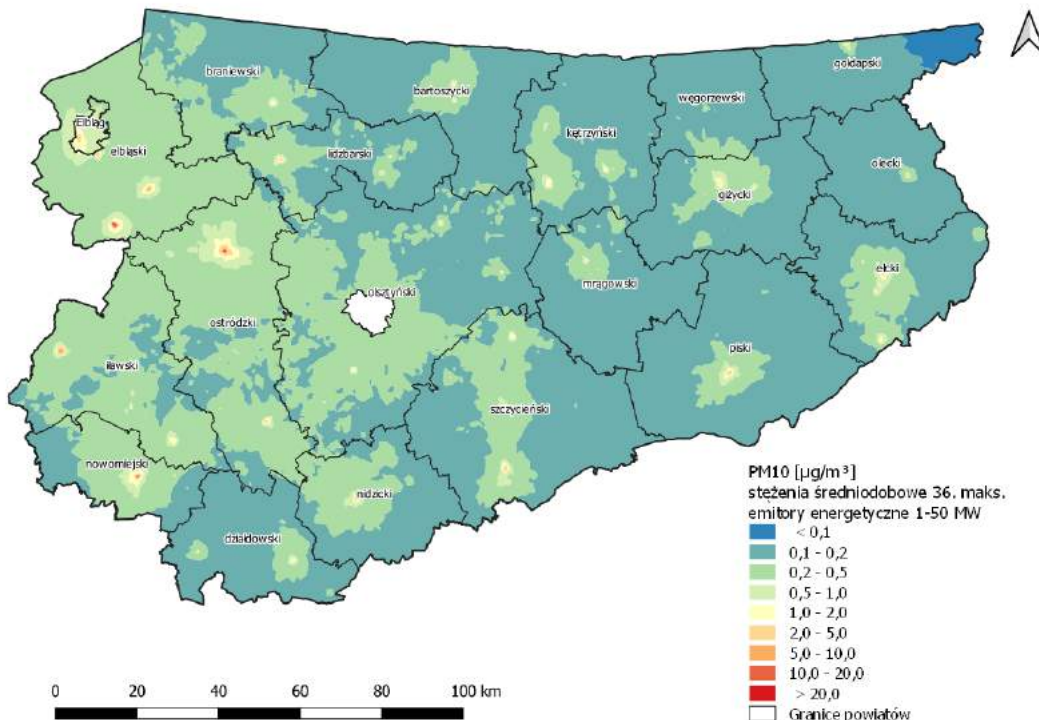 braniewski
bartoszycki
gołdapski
węgorzewski
Elbląg
elbląski
kętrzyński
lidzbarski
olecki
giżycki
mrągowski
ełcki
olsztyński
ostródzki
piski
iławski
szczycieński
nowomiejski
nidzicki
działdowski
PM10 [µg/m³]
stężenia średniodobowe 36. maks.
emitory energetyczne 1-50 MW
< 0,1
0,1 - 0,2
0,2 - 0,5
0,5 - 1,0
1,0 - 2,0
2,0 - 5,0
5,0 - 10,0
10,0 - 20,0
> 20,0
Granice powiatów
0 20 40 60 80 100 km